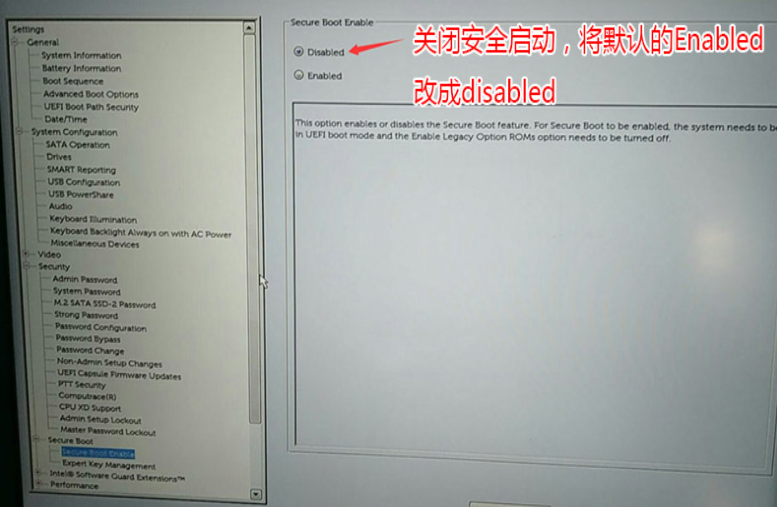 Settings
General
System Information
Battery Information
Boot Sequence
Advanced Boot Options
UEFI Boot Path Security
Date/Time
System Configuration
SATA Operation
Drives
SMART Reporting
USB Configuration
USB PowerShare
Audio
Keyboard Illumination
Keyboard Backlight Always on with AC Power
Miscellaneous Devices
Video
Security
Admin Password
System Password
M.2 SATA SSD-2 Password
Strong Password
Password Configuration
Password Bypass
Password Change
Non-Admin Setup Changes
UEFI Capsule Firmware Updates
PTT Security
Computrace(R)
CPU XD Support
Admin Setup Lockout
Master Password Lockout
Secure Boot
Secure Boot Enable
Expert Key Management
Intel® Software Guard Extensions™
Performance
Secure Boot Enable
Disabled
Enabled
关闭安全启动，将默认的Enabled
改成disabled
This option enables or disables the Secure Boot feature. For Secure Boot to be enabled, the system needs to be
in UEFI boot mode and the Enable Legacy Option ROMs option needs to be turned off.